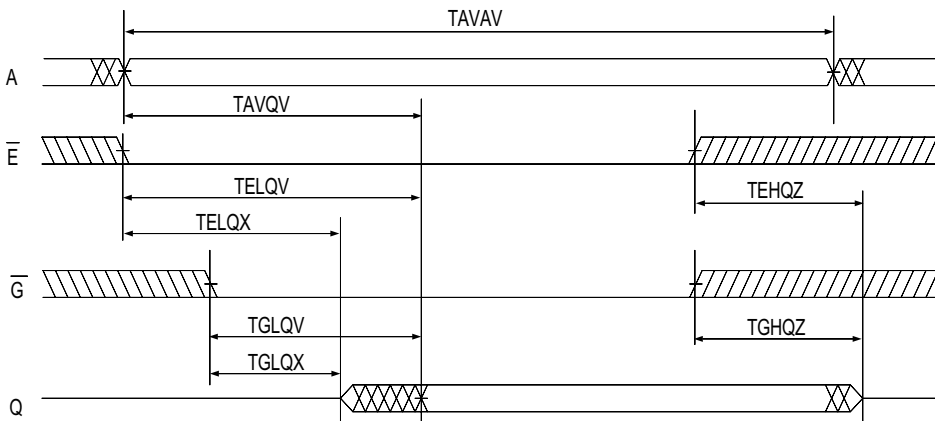 TAVAV
A
TAVQV
E̅
TELQV
TEHQZ
TELQX
G̅
TGLQV
TGHQZ
TGLQX
Q